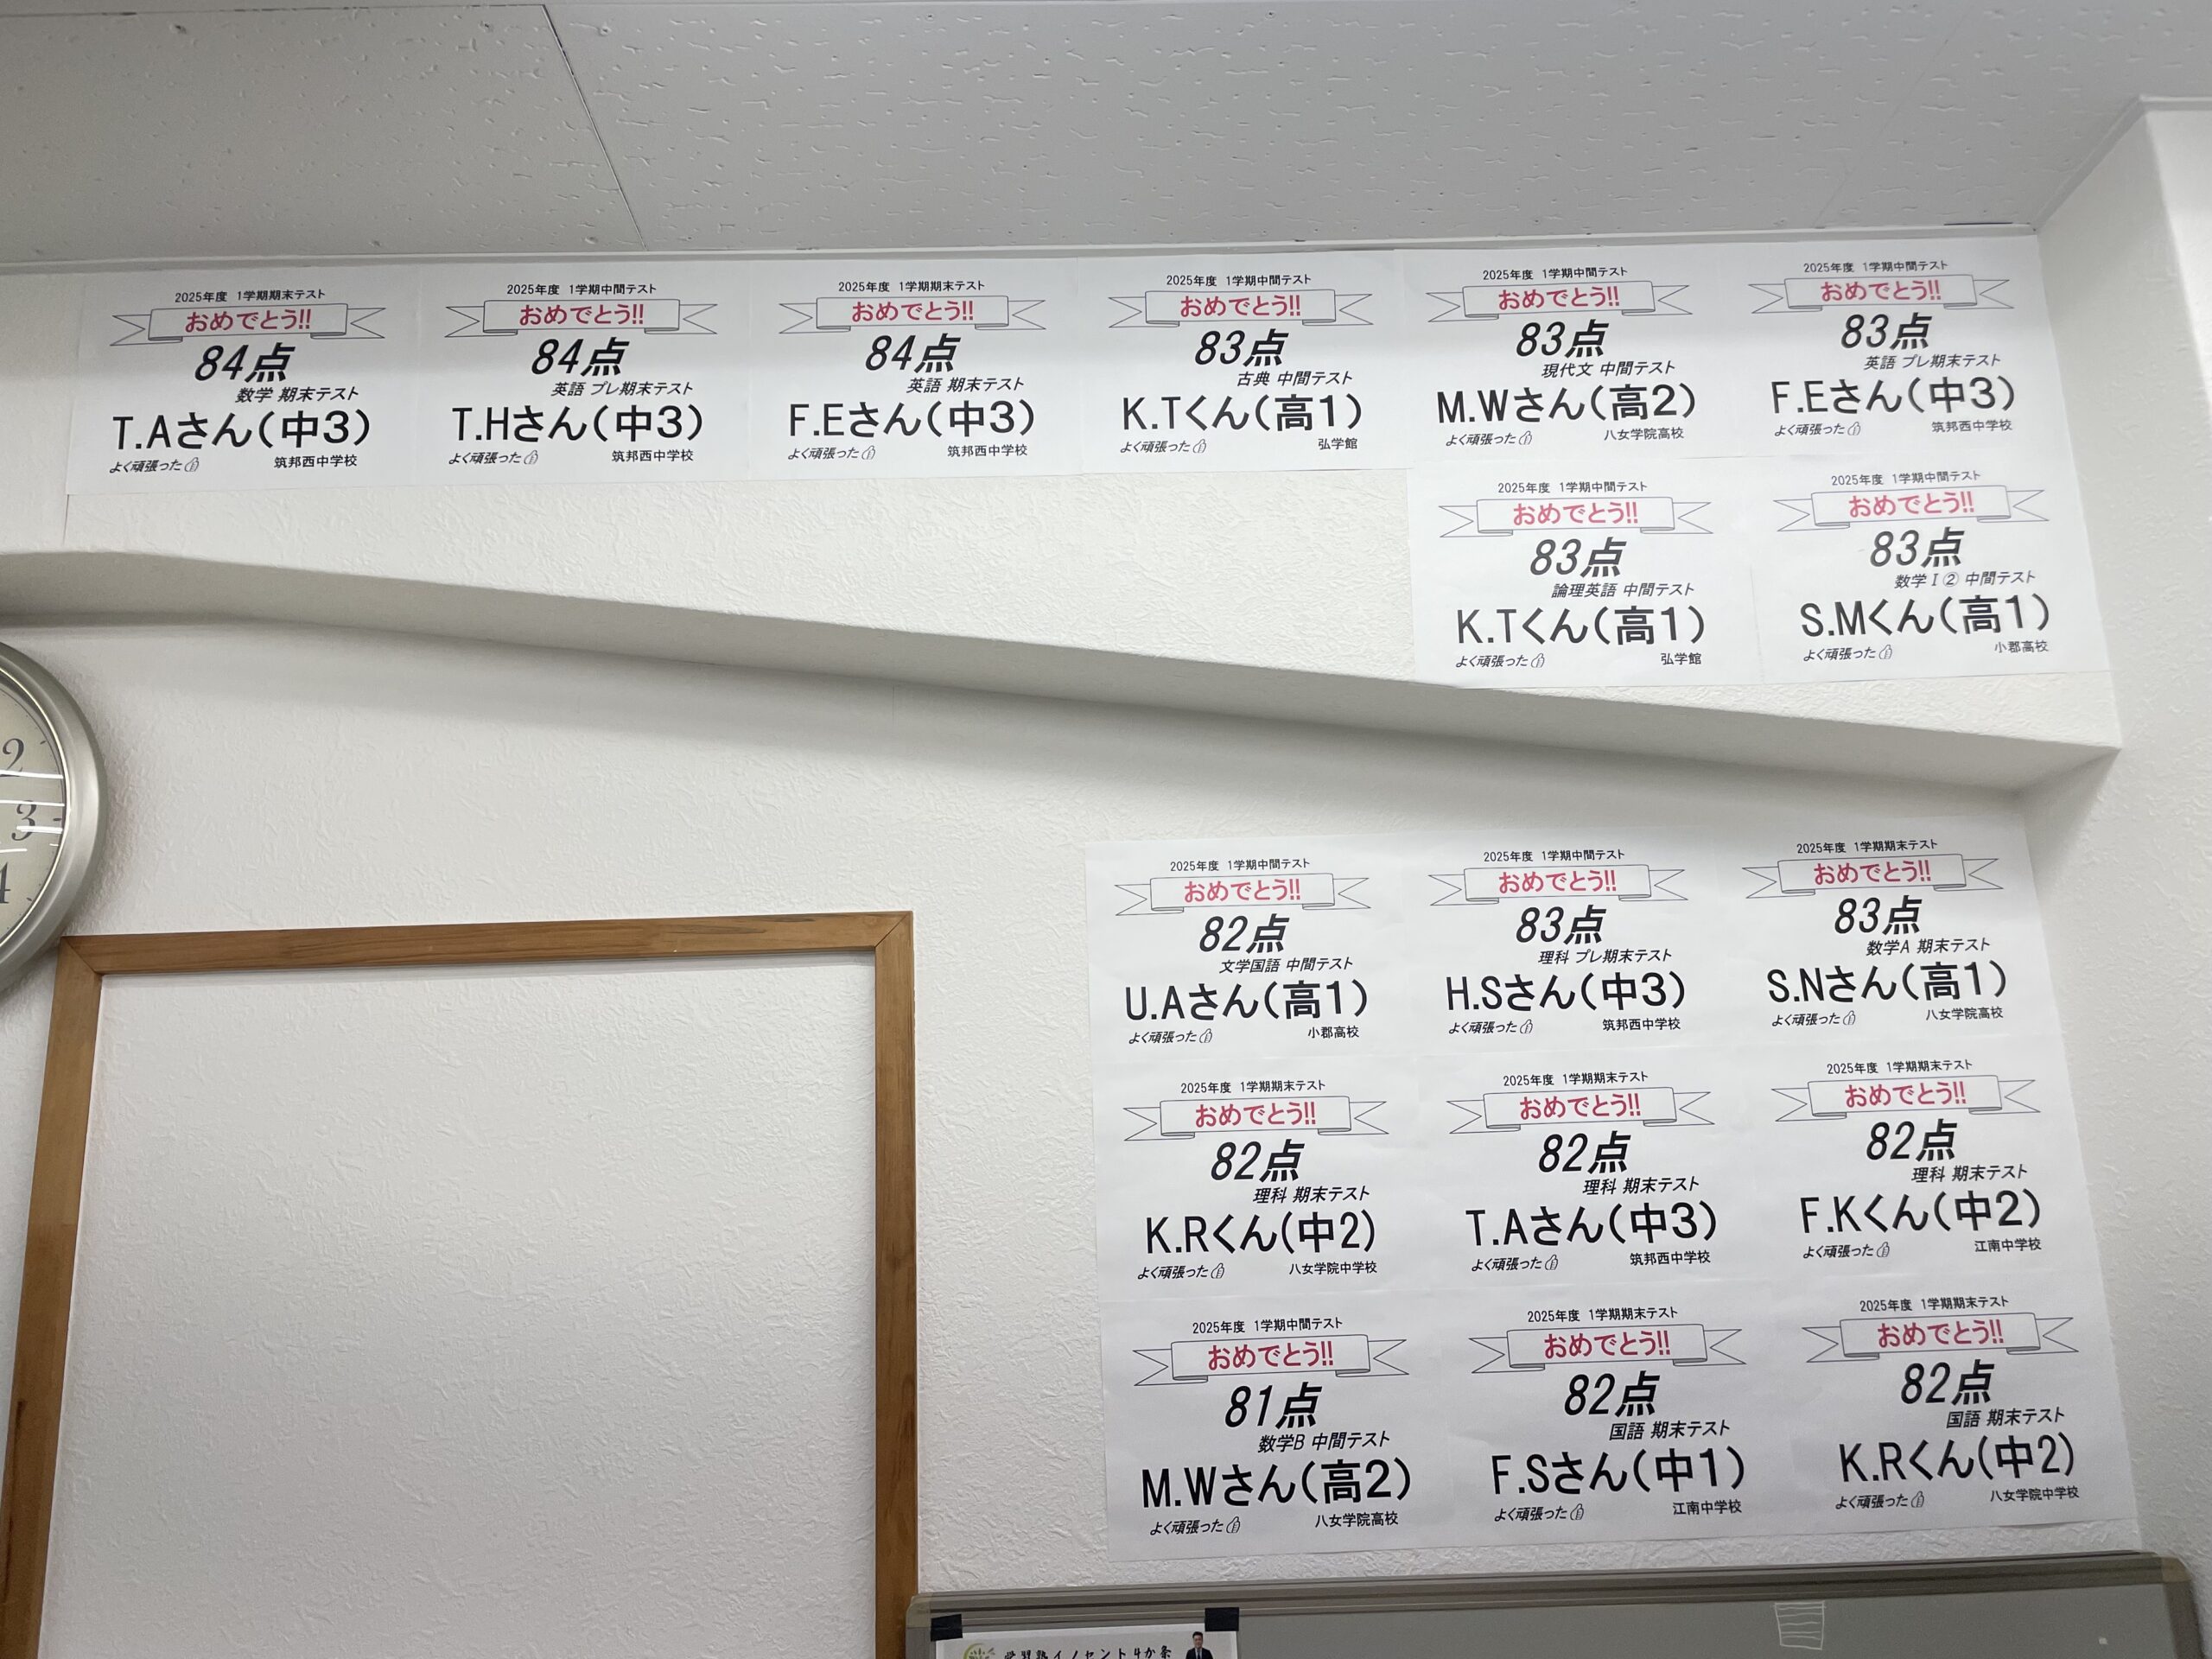 2025年度 1学期期末テスト
おめでとう!!
84点
数学 期末テスト
T.Aさん(中3)
よく頑張った
筑邦西中学校
2025年度 1学期中間テスト
おめでとう!!
84点
英語 プレ期末テスト
T.Hさん(中3)
よく頑張った
筑邦西中学校
2025年度 1学期期末テスト
おめでとう!!
84点
英語 期末テスト
F.Eさん(中3)
よく頑張った
筑邦西中学校
2025年度 1学期中間テスト
おめでとう!!
83点
古典 中間テスト
K.Tくん(高1)
よく頑張った
弘学館
2025年度 1学期中間テスト
おめでとう!!
83点
現代文 中間テスト
M.Wさん(高2)
よく頑張った
八女学院高校
2025年度 1学期中間テスト
おめでとう!!
83点
英語 プレ期末テスト
F.Eさん(中3)
よく頑張った
筑邦西中学校
2025年度 1学期中間テスト
おめでとう!!
83点
論理英語 中間テスト
K.Tくん(高1)
よく頑張った
弘学館
2025年度 1学期中間テスト
おめでとう!!
83点
数学Ⅰ② 中間テスト
S.Mくん(高1)
よく頑張った
小郡高校
2
3
4
2025年度 1学期中間テスト
おめでとう!!
82点
文学国語 中間テスト
U.Aさん(高1)
よく頑張った
小郡高校
2025年度 1学期中間テスト
おめでとう!!
83点
理科 プレ期末テスト
H.Sさん(中3)
よく頑張った
筑邦西中学校
2025年度 1学期期末テスト
おめでとう!!
83点
数学A 期末テスト
S.Nさん(高1)
よく頑張った
八女学院高校
2025年度 1学期期末テスト
おめでとう!!
82点
理科 期末テスト
K.Rくん(中2)
よく頑張った
八女学院中学校
2025年度 1学期期末テスト
おめでとう!!
82点
理科 期末テスト
T.Aさん(中3)
よく頑張った
筑邦西中学校
2025年度 1学期期末テスト
おめでとう!!
82点
理科 期末テスト
F.Kくん(中2)
よく頑張った
江南中学校
2025年度 1学期中間テスト
おめでとう!!
81点
数学B 中間テスト
M.Wさん(高2)
よく頑張った
八女学院高校
2025年度 1学期期末テスト
おめでとう!!
82点
国語 期末テスト
F.Sさん(中1)
よく頑張った
江南中学校
2025年度 1学期期末テスト
おめでとう!!
82点
国語 期末テスト
K.Rくん(中2)
よく頑張った
八女学院中学校
学習塾イノセント4か条